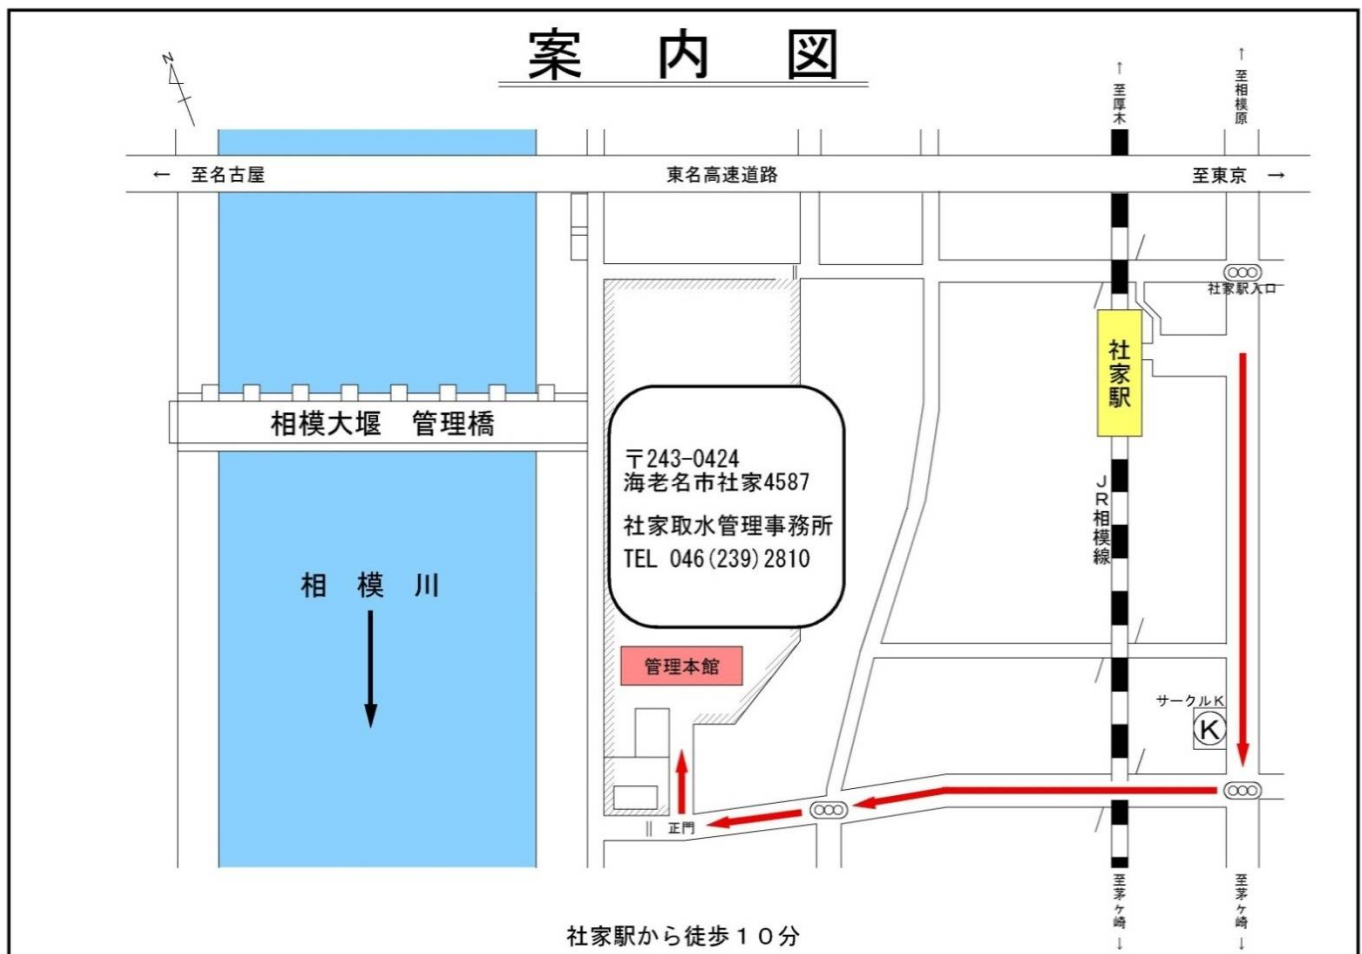 案内図
N
↑至厚木
↑至相模原
← 至名古屋
東名高速道路
至東京 →
社家駅入口
社家駅
相模大堰 管理橋
〒243-0424
海老名市社家4587
社家取水管理事務所
TEL 046(239)2810
JR相模線
相模川
管理本館
サークルK
K
正門
至茅ヶ崎↓
至茅ヶ崎↓
社家駅から徒歩10分